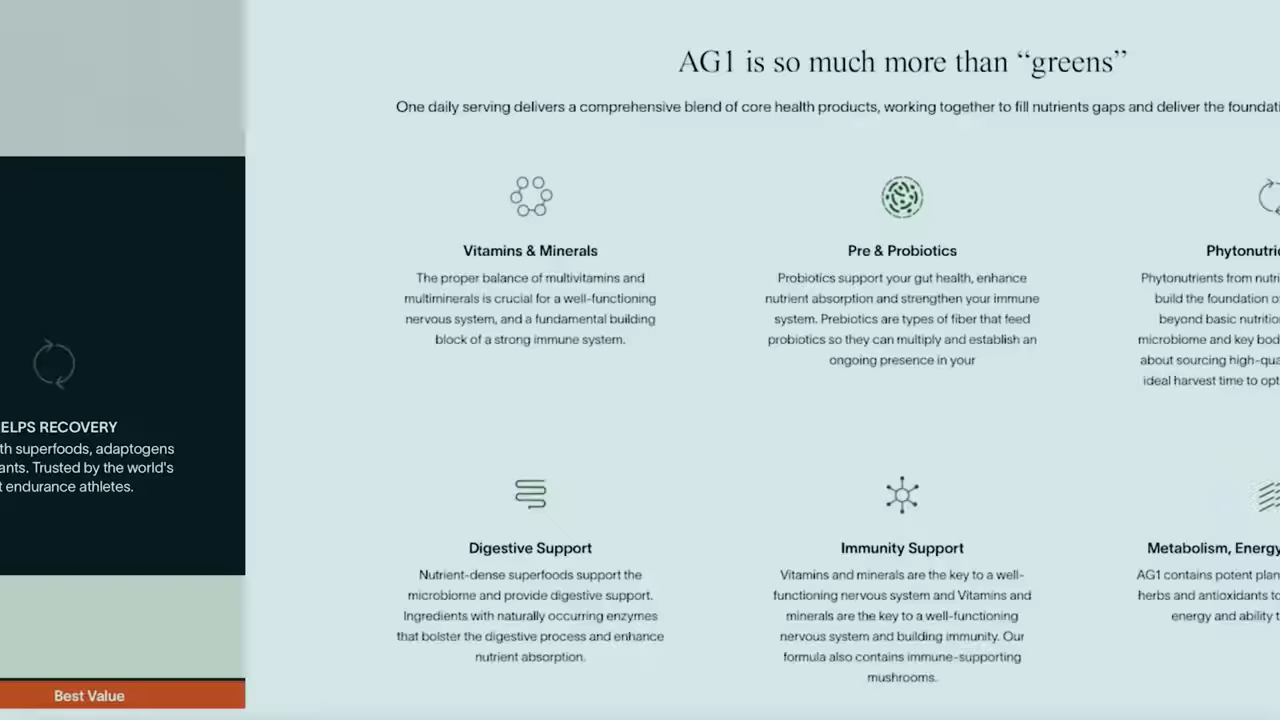 AG1 is so much more than “greens”
One daily serving delivers a comprehensive blend of core health products, working together to fill nutrients gaps and deliver the foundati
Vitamins & Minerals
The proper balance of multivitamins and
multiminerals is crucial for a well-functioning
nervous system, and a fundamental building
block of a strong immune system.
Pre & Probiotics
Probiotics support your gut health, enhance
nutrient absorption and strengthen your immune
system. Prebiotics are types of fiber that feed
probiotics so they can multiply and establish an
ongoing presence in your
Phytonutri
Phytonutrients from nutri
build the foundation o
beyond basic nutrition
microbiome and key bod
about sourcing high-qua
ideal harvest time to opt
ELPS RECOVERY
th superfoods, adaptogens
ants. Trusted by the world's
t endurance athletes.
Digestive Support
Nutrient-dense superfoods support the
microbiome and provide digestive support.
Ingredients with naturally occurring enzymes
that bolster the digestive process and enhance
nutrient absorption.
Immunity Support
Vitamins and minerals are the key to a well-
functioning nervous system and Vitamins and
minerals are the key to a well-functioning
nervous system and building immunity. Our
formula also contains immune-supporting
mushrooms.
Metabolism, Energy
AG1 contains potent plan
herbs and antioxidants to
energy and ability t
Best Value